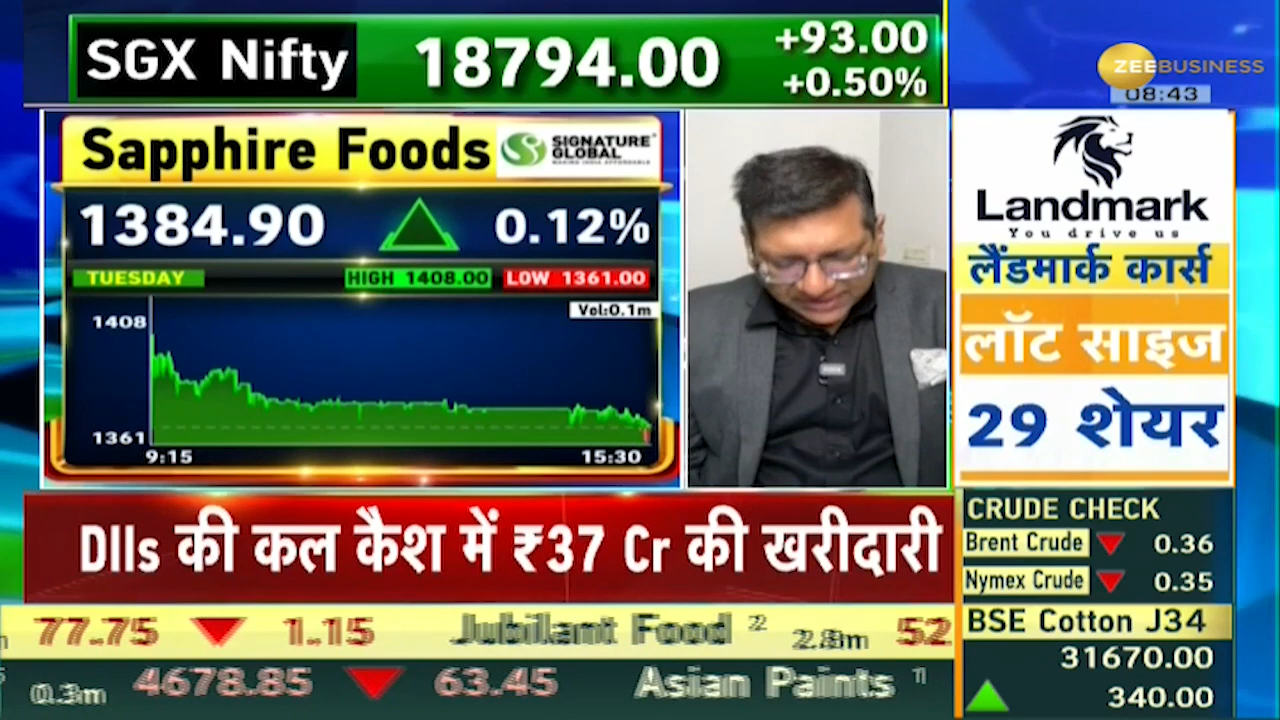 SGX Nifty 18794.00 +93.00
+0.50%
ZEEBUSINESS
08:43
Sapphire Foods
SIGNATURE GLOBAL
1384.90 0.12%
TUESDAY HIGH 1408.00 LOW 1361.00
Vol:0.1m
1408
1361
9:15 15:30
Landmark
You drive us
लैंडमार्क कार्स
लॉट साइज
29 शेयर
DIIs की कल कैश में ₹37 Cr की खरीदारी
CRUDE CHECK
Brent Crude 0.36
Nymex Crude 0.35
BSE Cotton J34
31670.00
340.00
77.75 1.15 Jubilant Food 2 2.8m 52
0.3m 4678.85 63.45 Asian Paints